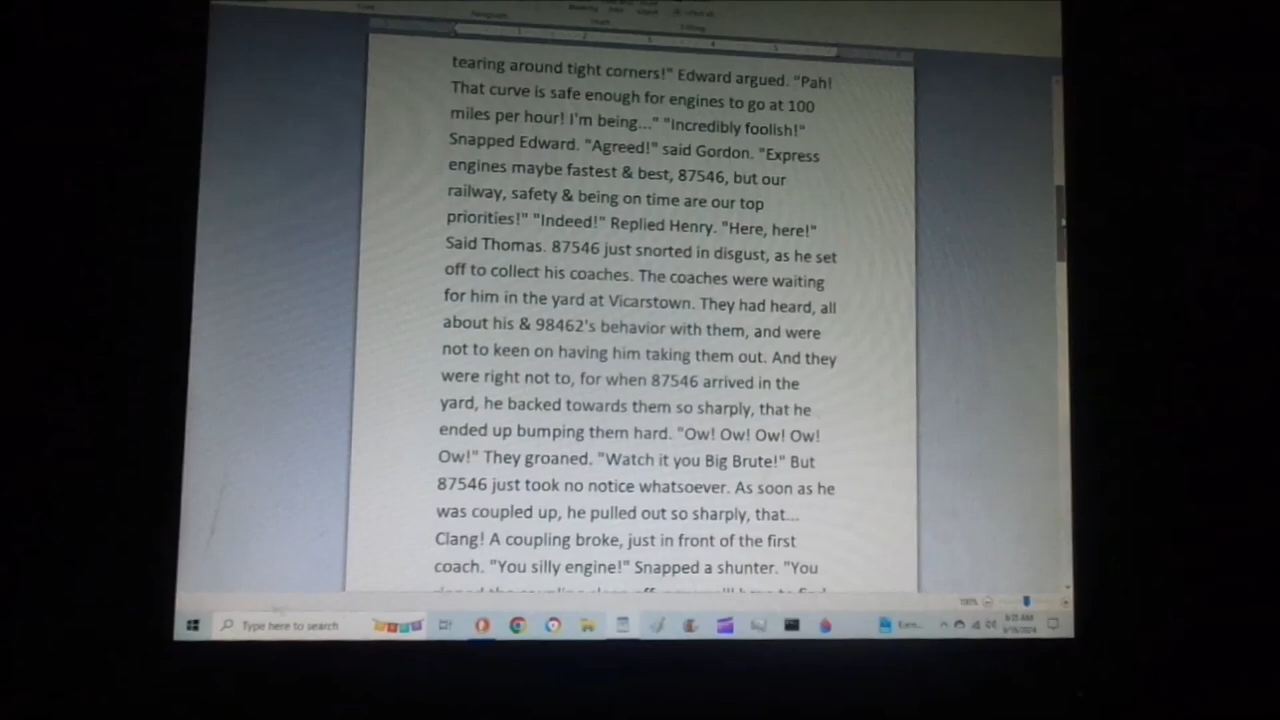 Paragraph
Editing
tearing around tight corners!" Edward argued. "Pah!
That curve is safe enough for engines to go at 100
miles per hour! I'm being..." "Incredibly foolish!"
Snapped Edward. "Agreed!" said Gordon. "Express
engines maybe fastest & best, 87546, but our
railway, safety & being on time are our top
priorities!" "Indeed!" Replied Henry. "Here, here!"
Said Thomas. 87546 just snorted in disgust, as he set
off to collect his coaches. The coaches were waiting
for him in the yard at Vicarstown. They had heard, all
about his & 98462's behavior with them, and were
not to keen on having him taking them out. And they
were right not to, for when 87546 arrived in the
yard, he backed towards them so sharply, that he
ended up bumping them hard. "Ow! Ow! Ow! Ow!
Ow!" They groaned. "Watch it you Big Brute!" But
87546 just took no notice whatsoever. As soon as he
was coupled up, he pulled out so sharply, that...
Clang! A coupling broke, just in front of the first
coach. "You silly engine!" Snapped a shunter. "You
100%
Type here to search